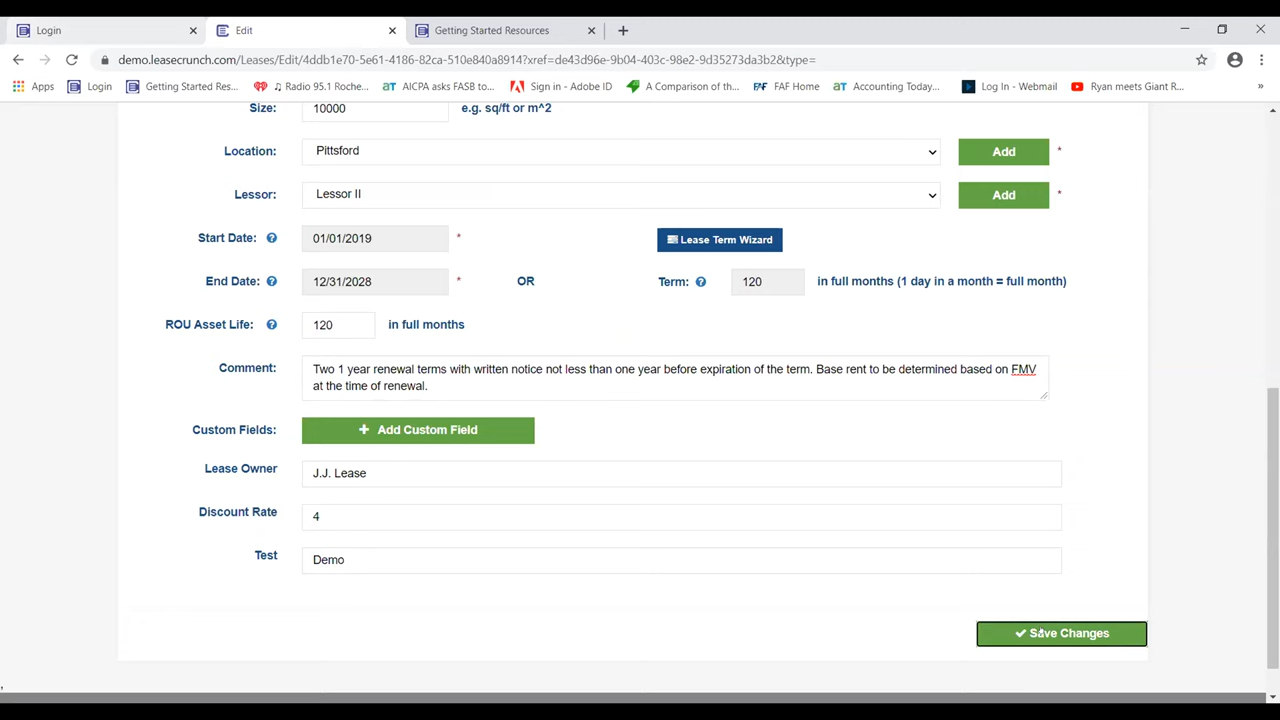 Login
Edit
Getting Started Resources
demo.leasecrunch.com/Leases/Edit/4ddb1e70-5e61-4186-82ca-510e840a8914?xref=de43d96e-9b04-403c-98e2-9d35273da3b2&type=
Apps Login Getting Started Res... ♫ Radio 95.1 Roche... AICPA asks FASB to... Sign in - Adobe ID A Comparison of th... FAF Home Accounting Today... Log In - Webmail Ryan meets Giant R... »
Size: 10000 e.g. sq/ft or m^2
Location: Pittsford Add *
Lessor: Lessor II Add *
Start Date: 01/01/2019 * Lease Term Wizard
End Date: 12/31/2028 * OR Term: 120 in full months (1 day in a month = full month)
ROU Asset Life: 120 in full months
Comment: Two 1 year renewal terms with written notice not less than one year before expiration of the term. Base rent to be determined based on FMV
at the time of renewal.
Custom Fields: + Add Custom Field
Lease Owner J.J. Lease
Discount Rate 4
Test Demo
Save Changes